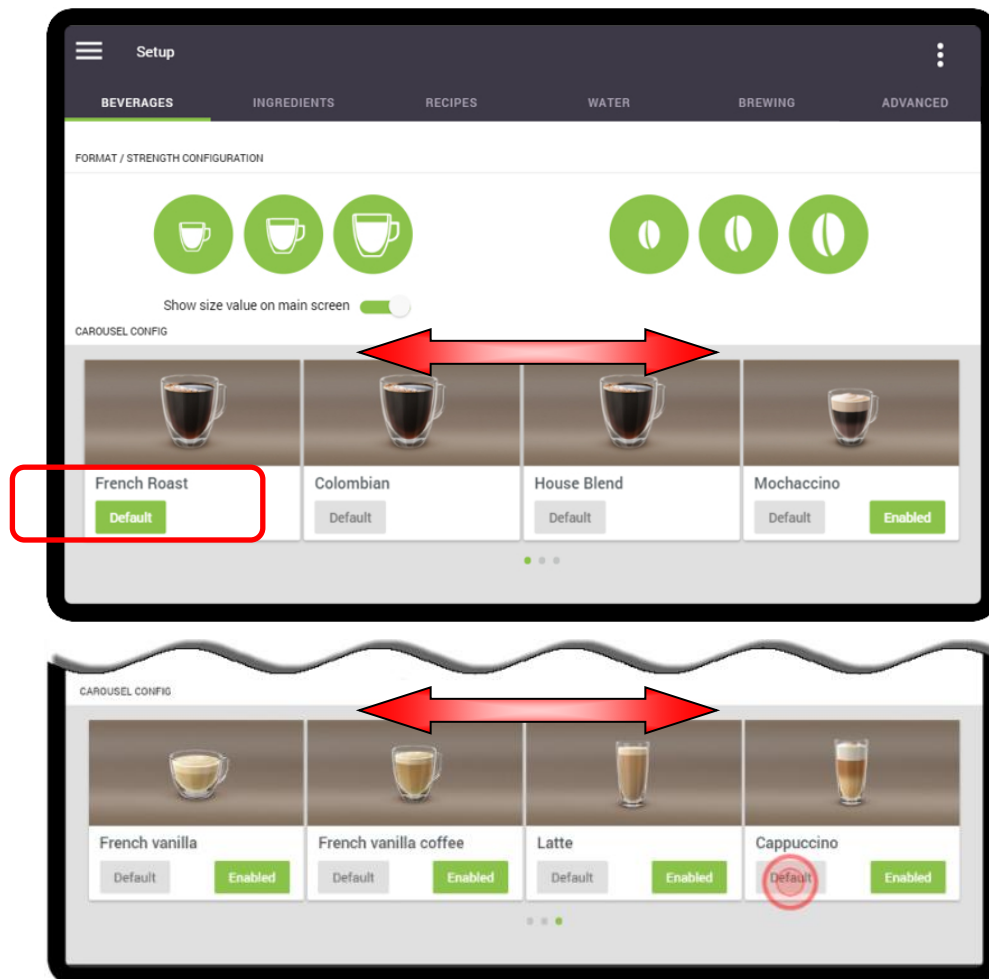 Setup
BEVERAGES INGREDIENTS RECIPES WATER BREWING ADVANCED
FORMAT / STRENGTH CONFIGURATION
Show size value on main screen
CAROUSEL CONFIG
French Roast Colombian House Blend Mochaccino
Default Default Default Default Enabled
CAROUSEL CONFIG
French vanilla French vanilla coffee Latte Cappuccino
Default Enabled Default Enabled Default Enabled Default Enabled